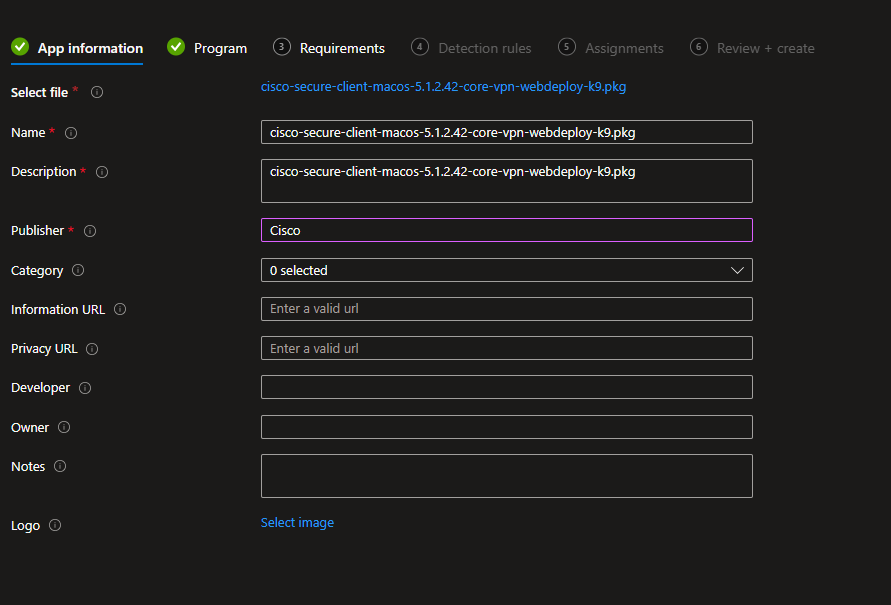 App information Program 3 Requirements 4 Detection rules 5 Assignments 6 Review + create
Select file * cisco-secure-client-macos-5.1.2.42-core-vpn-webdeploy-k9.pkg
Name * cisco-secure-client-macos-5.1.2.42-core-vpn-webdeploy-k9.pkg
Description * cisco-secure-client-macos-5.1.2.42-core-vpn-webdeploy-k9.pkg
Publisher * Cisco
Category 0 selected
Information URL Enter a valid url
Privacy URL Enter a valid url
Developer
Owner
Notes
Logo Select image